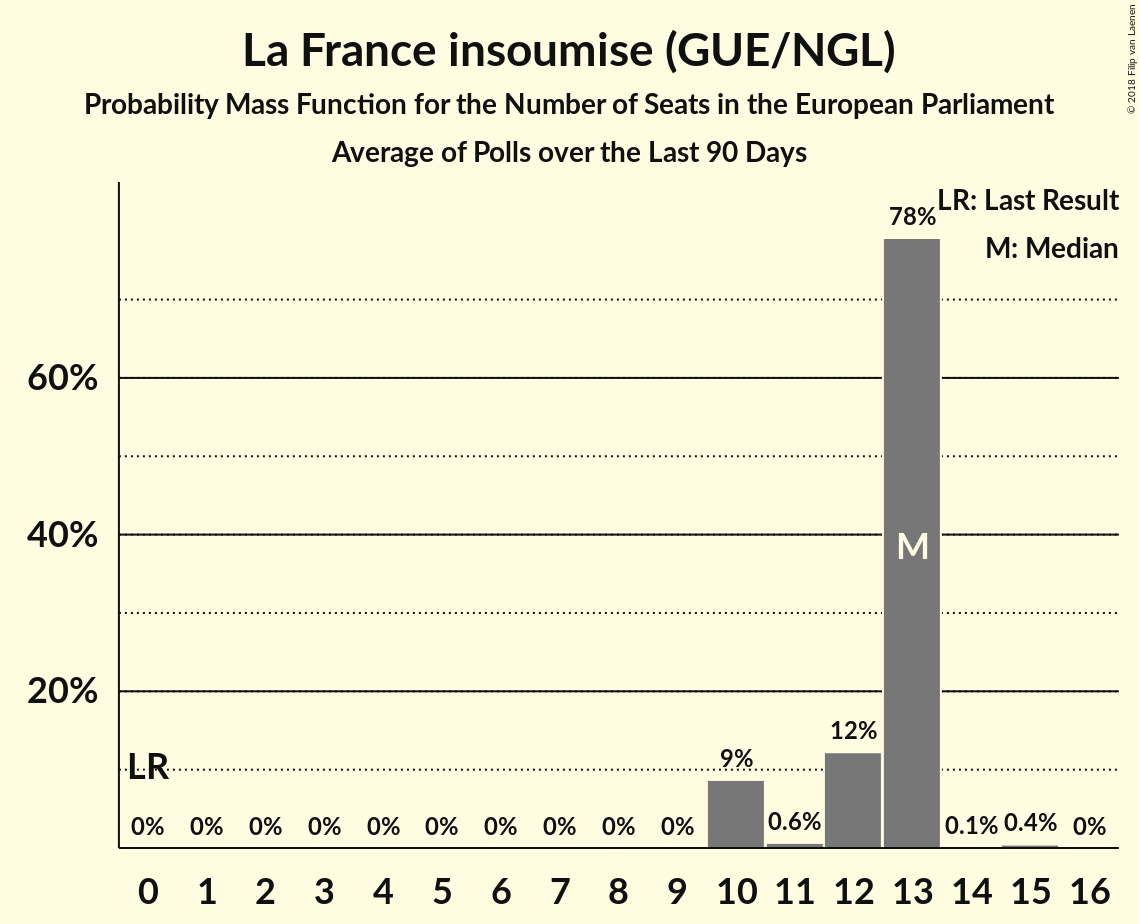 La France insoumise (GUE/NGL)
Probability Mass Function for the Number of Seats in the European Parliament
Average of Polls over the Last 90 Days
© 2018 Filip van Laenen
LR: Last Result
M: Median
78%
60%
40%
20%
M
LR
0% 0% 0% 0% 0% 0% 0% 0% 0% 0% 9% 0.6% 12% 0.1% 0.4% 0%
0 1 2 3 4 5 6 7 8 9 10 11 12 13 14 15 16